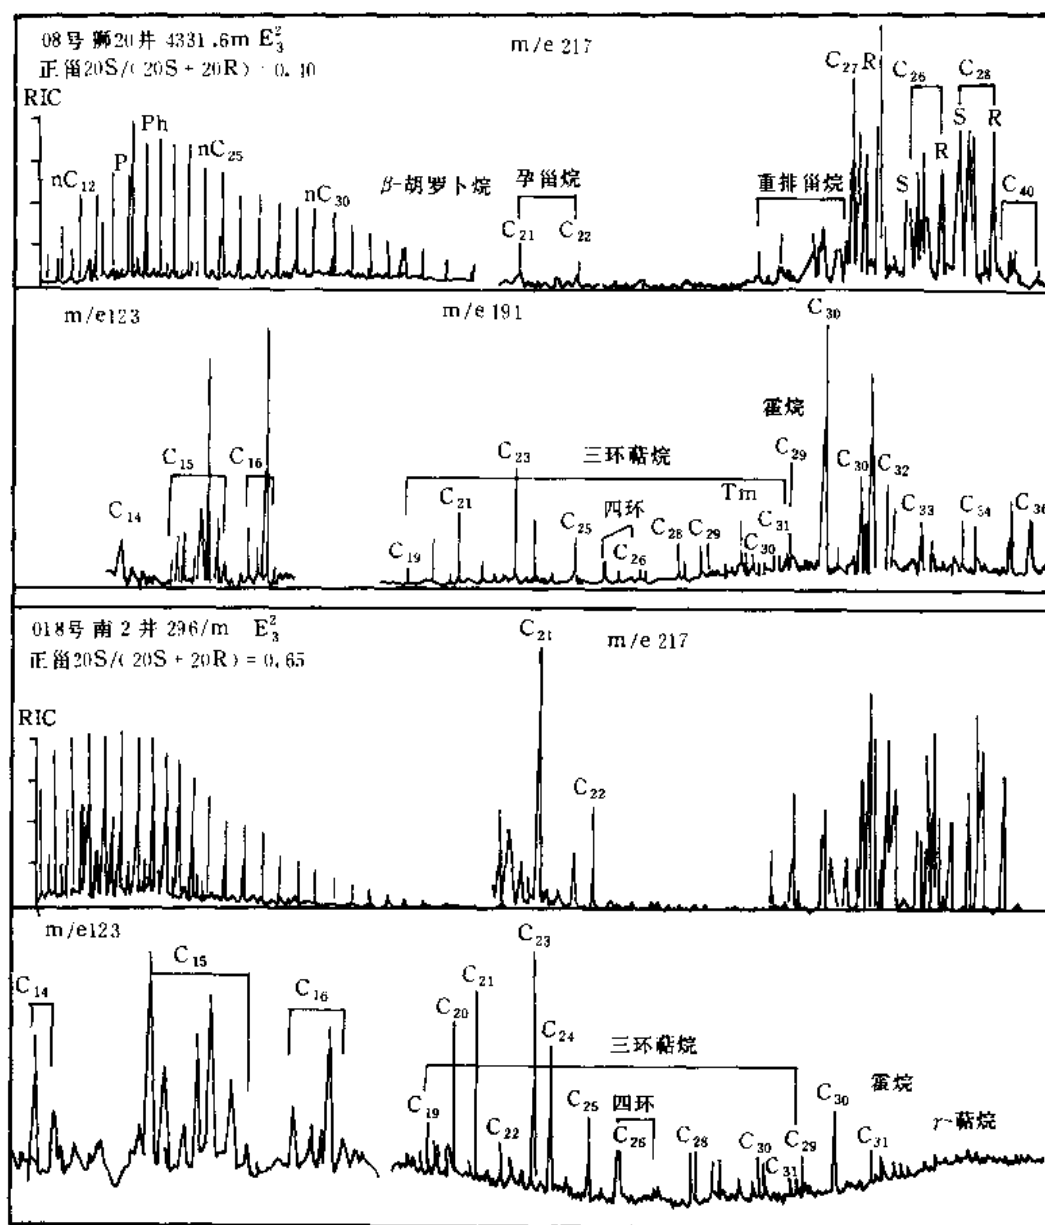 08号 狮20井 4331.6m E₃²
正甾20S/(20S + 20R) : 0.40
m/e 217
RIC
nC₁₂
P
Ph
nC₂₅
nC₃₀
β-胡萝卜烷
孕甾烷
C₂₁
C₂₂
重排甾烷
C₂₇ R
C₂₆
S
R
C₂₈
S
R
C₄₀
m/e123
m/e 191
C₁₄
C₁₅
C₁₆
C₁₉
C₂₁
C₂₃
三环萜烷
C₂₅
四环
C₂₆
C₂₈
C₂₉
Tm
C₃₀
C₃₁
霍烷
C₂₉
C₃₀
C₃₀
C₃₂
C₃₃
C₃₄
C₃₆
018号 南 2 井 296/m E₃²
正甾20S/(20S + 20R) = 0.65
C₂₁
m/e 217
RIC
C₂₂
m/e123
C₁₄
C₁₅
C₁₆
C₁₉
C₂₀
C₂₁
C₂₂
C₂₃
C₂₄
三环萜烷
C₂₅
四环
C₂₆
C₂₈
C₃₀
C₃₁
C₂₉
霍烷
C₃₀
C₃₁
γ-萜烷